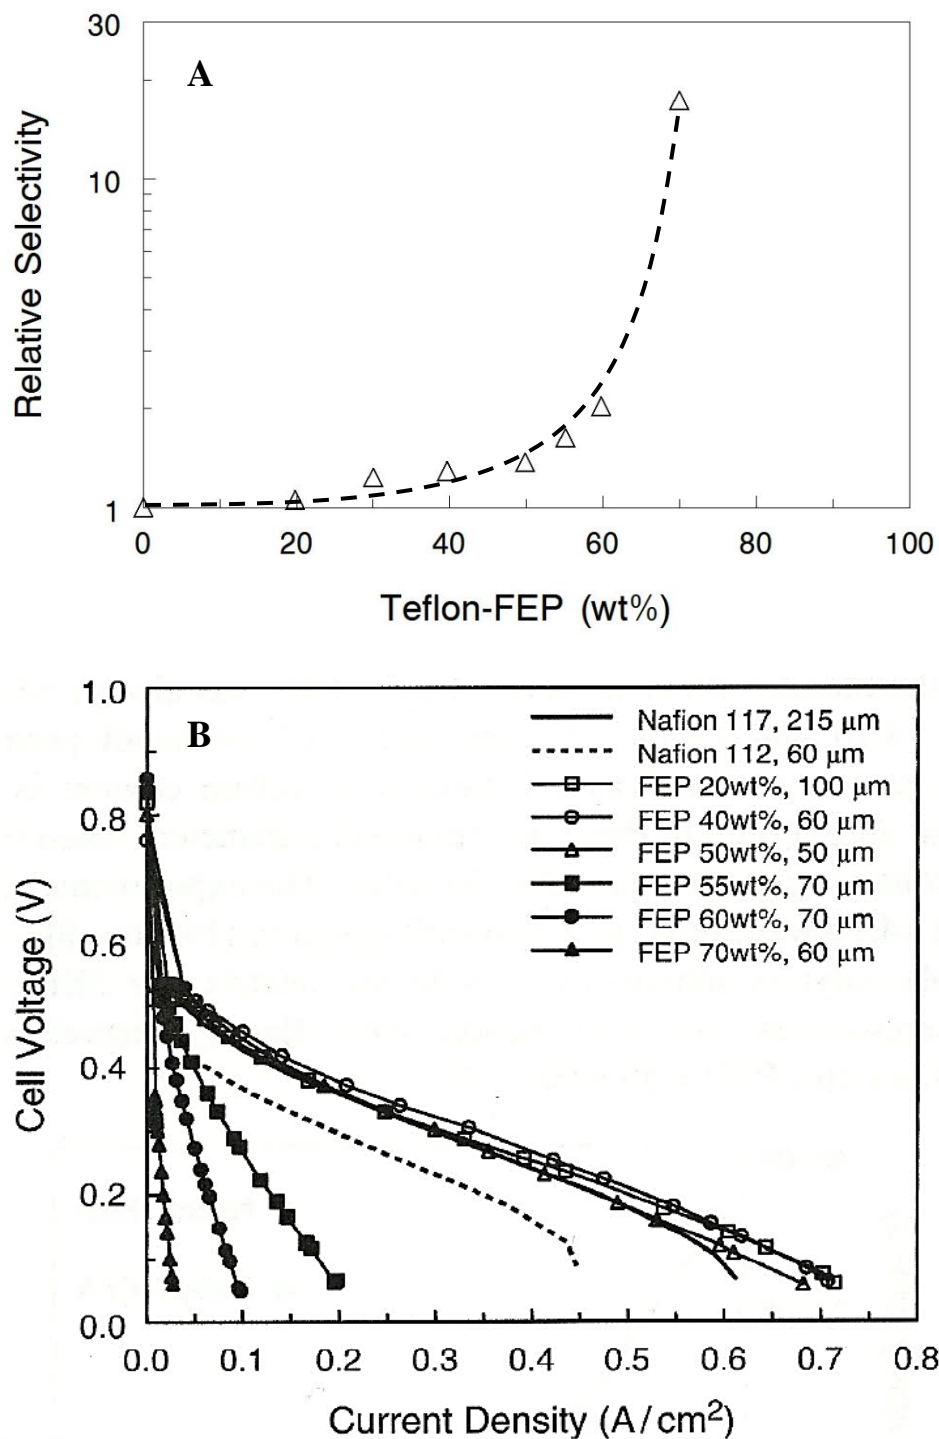 30
A
10
1
Relative Selectivity
0 20 40 60 80 100
Teflon-FEP (wt%)
1.0
B
Nafion 117, 215 μm
Nafion 112, 60 μm
FEP 20wt%, 100 μm
FEP 40wt%, 60 μm
FEP 50wt%, 50 μm
FEP 55wt%, 70 μm
FEP 60wt%, 70 μm
FEP 70wt%, 60 μm
0.8
0.6
0.4
0.2
0.0
Cell Voltage (V)
0.0 0.1 0.2 0.3 0.4 0.5 0.6 0.7 0.8
Current Density (A/cm²)